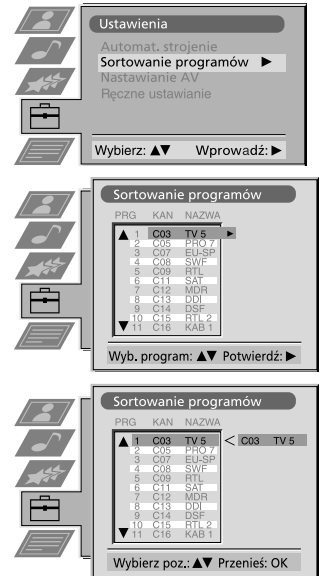 Ustawienia
Automat. strojenie
Sortowanie programów ▶
Nastawianie AV
Ręczne ustawianie
Wybierz: ▲▼ Wprowadź: ▶
Sortowanie programów
PRG KAN NAZWA
1 C03 TV 5 ▶
2 C05 PRO 7
3 C07 EU-SP
4 C08 SWF
5 C09 RTL
6 C11 SAT
7 C12 MDR
8 C13 DDI
9 C14 DSF
10 C15 RTL 2
11 C16 KAB 1
Wyb. program: ▲▼ Potwierdź: ▶
Sortowanie programów
PRG KAN NAZWA
1 C03 TV 5 < C03 TV 5
2 C05 PRO 7
3 C07 EU-SP
4 C08 SWF
5 C09 RTL
6 C11 SAT
7 C12 MDR
8 C13 DDI
9 C14 DSF
10 C15 RTL 2
11 C16 KAB 1
Wybierz poz.: ▲▼ Przenieś: OK